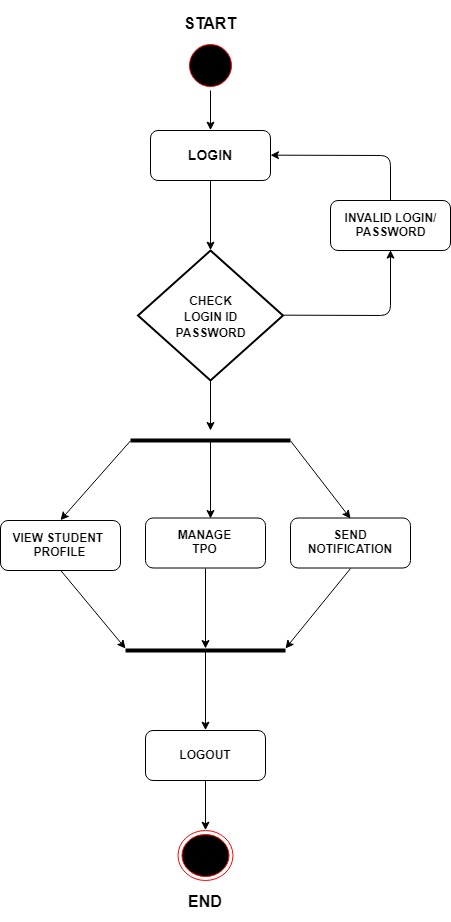 START
LOGIN
INVALID LOGIN/
PASSWORD
CHECK
LOGIN ID
PASSWORD
VIEW STUDENT
PROFILE
MANAGE
TPO
SEND
NOTIFICATION
LOGOUT
END